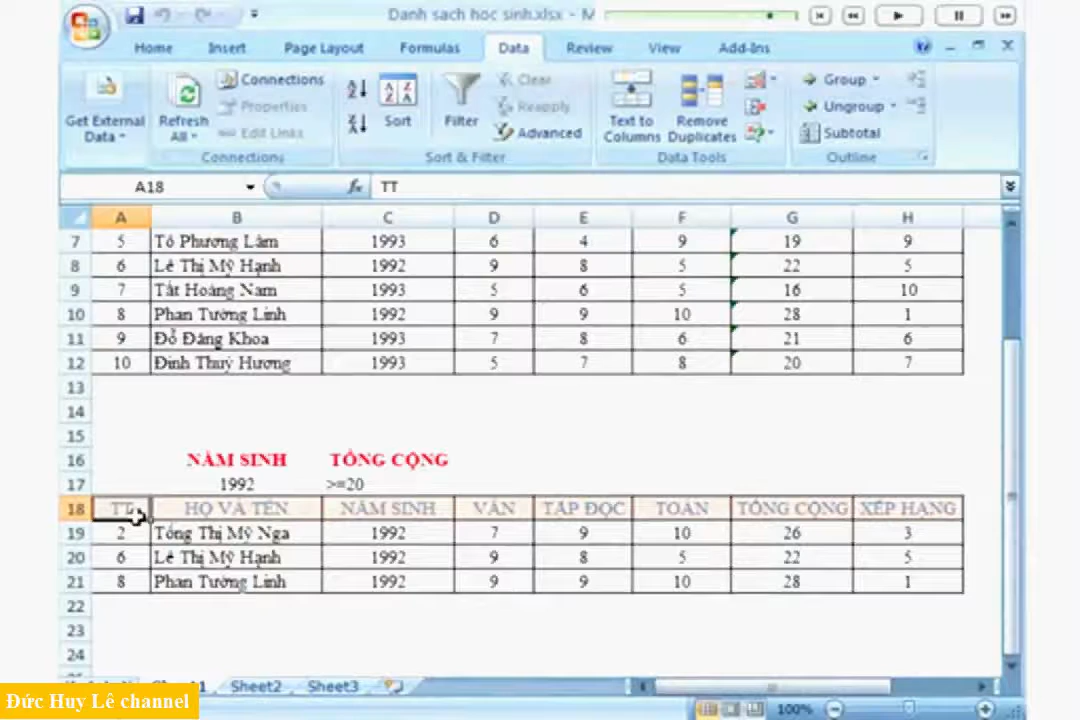 Danh sach hoc sinh.xlsx - M
Home Insert Page Layout Formulas Data Review View Add-Ins
Get External Data
Refresh All
Connections
Properties
Edit Links
Connections
Sort
Filter
Clear
Reapply
Advanced
Sort & Filter
Text to Columns
Remove Duplicates
Data Tools
Group
Ungroup
Subtotal
Outline
A18 fx TT
A B C D E F G H
7 5 Tô Phương Lâm 1993 6 4 9 19 9
8 6 Lê Thị Mỹ Hạnh 1992 9 8 5 22 5
9 7 Tất Hoàng Nam 1993 5 6 5 16 10
10 8 Phan Tường Linh 1992 9 9 10 28 1
11 9 Đỗ Đăng Khoa 1993 7 8 6 21 6
12 10 Đinh Thuỳ Hương 1993 5 7 8 20 7
13
14
15
16 NĂM SINH TỔNG CỘNG
17 1992 >=20
18 TT HỌ VÀ TÊN NĂM SINH VĂN TẬP ĐỌC TOÁN TỔNG CỘNG XẾP HẠNG
19 2 Tống Thị Mỹ Nga 1992 7 9 10 26 3
20 6 Lê Thị Mỹ Hạnh 1992 9 8 5 22 5
21 8 Phan Tường Linh 1992 9 9 10 28 1
22
23
24
Sheet2 Sheet3
Đức Huy Lê channel
100%